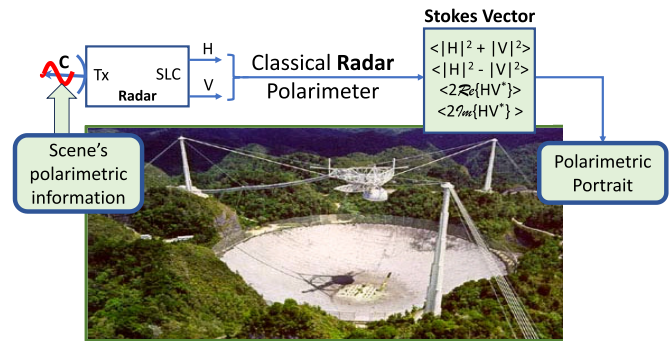 Stokes Vector
C
Tx
SLC
Radar
H
V
Classical Radar
Polarimeter
<|H|² + |V|²>
<|H|² - |V|²>
<2Re{HV*}>
<2Im{HV*} >
Scene's
polarimetric
information
Polarimetric
Portrait